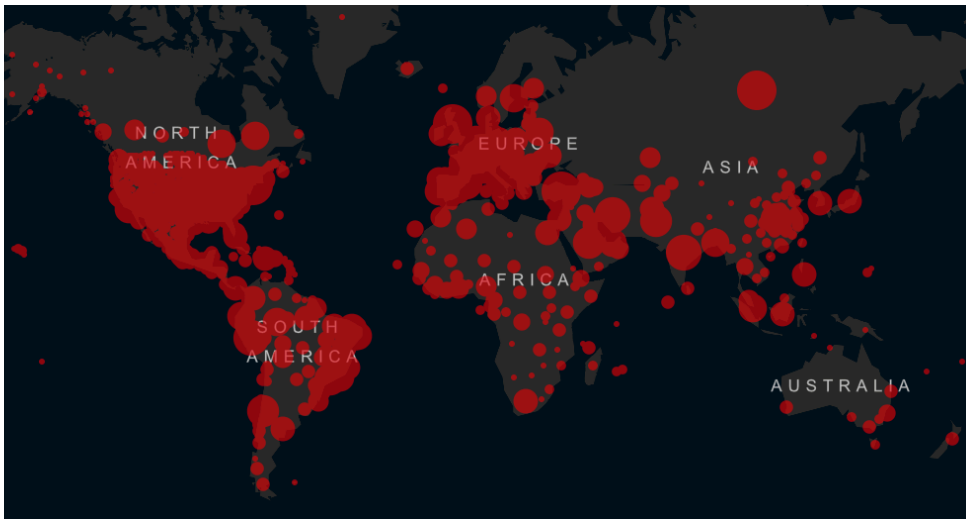 NORTH
AMERICA
EUROPE
ASIA
AFRICA
SOUTH
AMERICA
AUSTRALIA